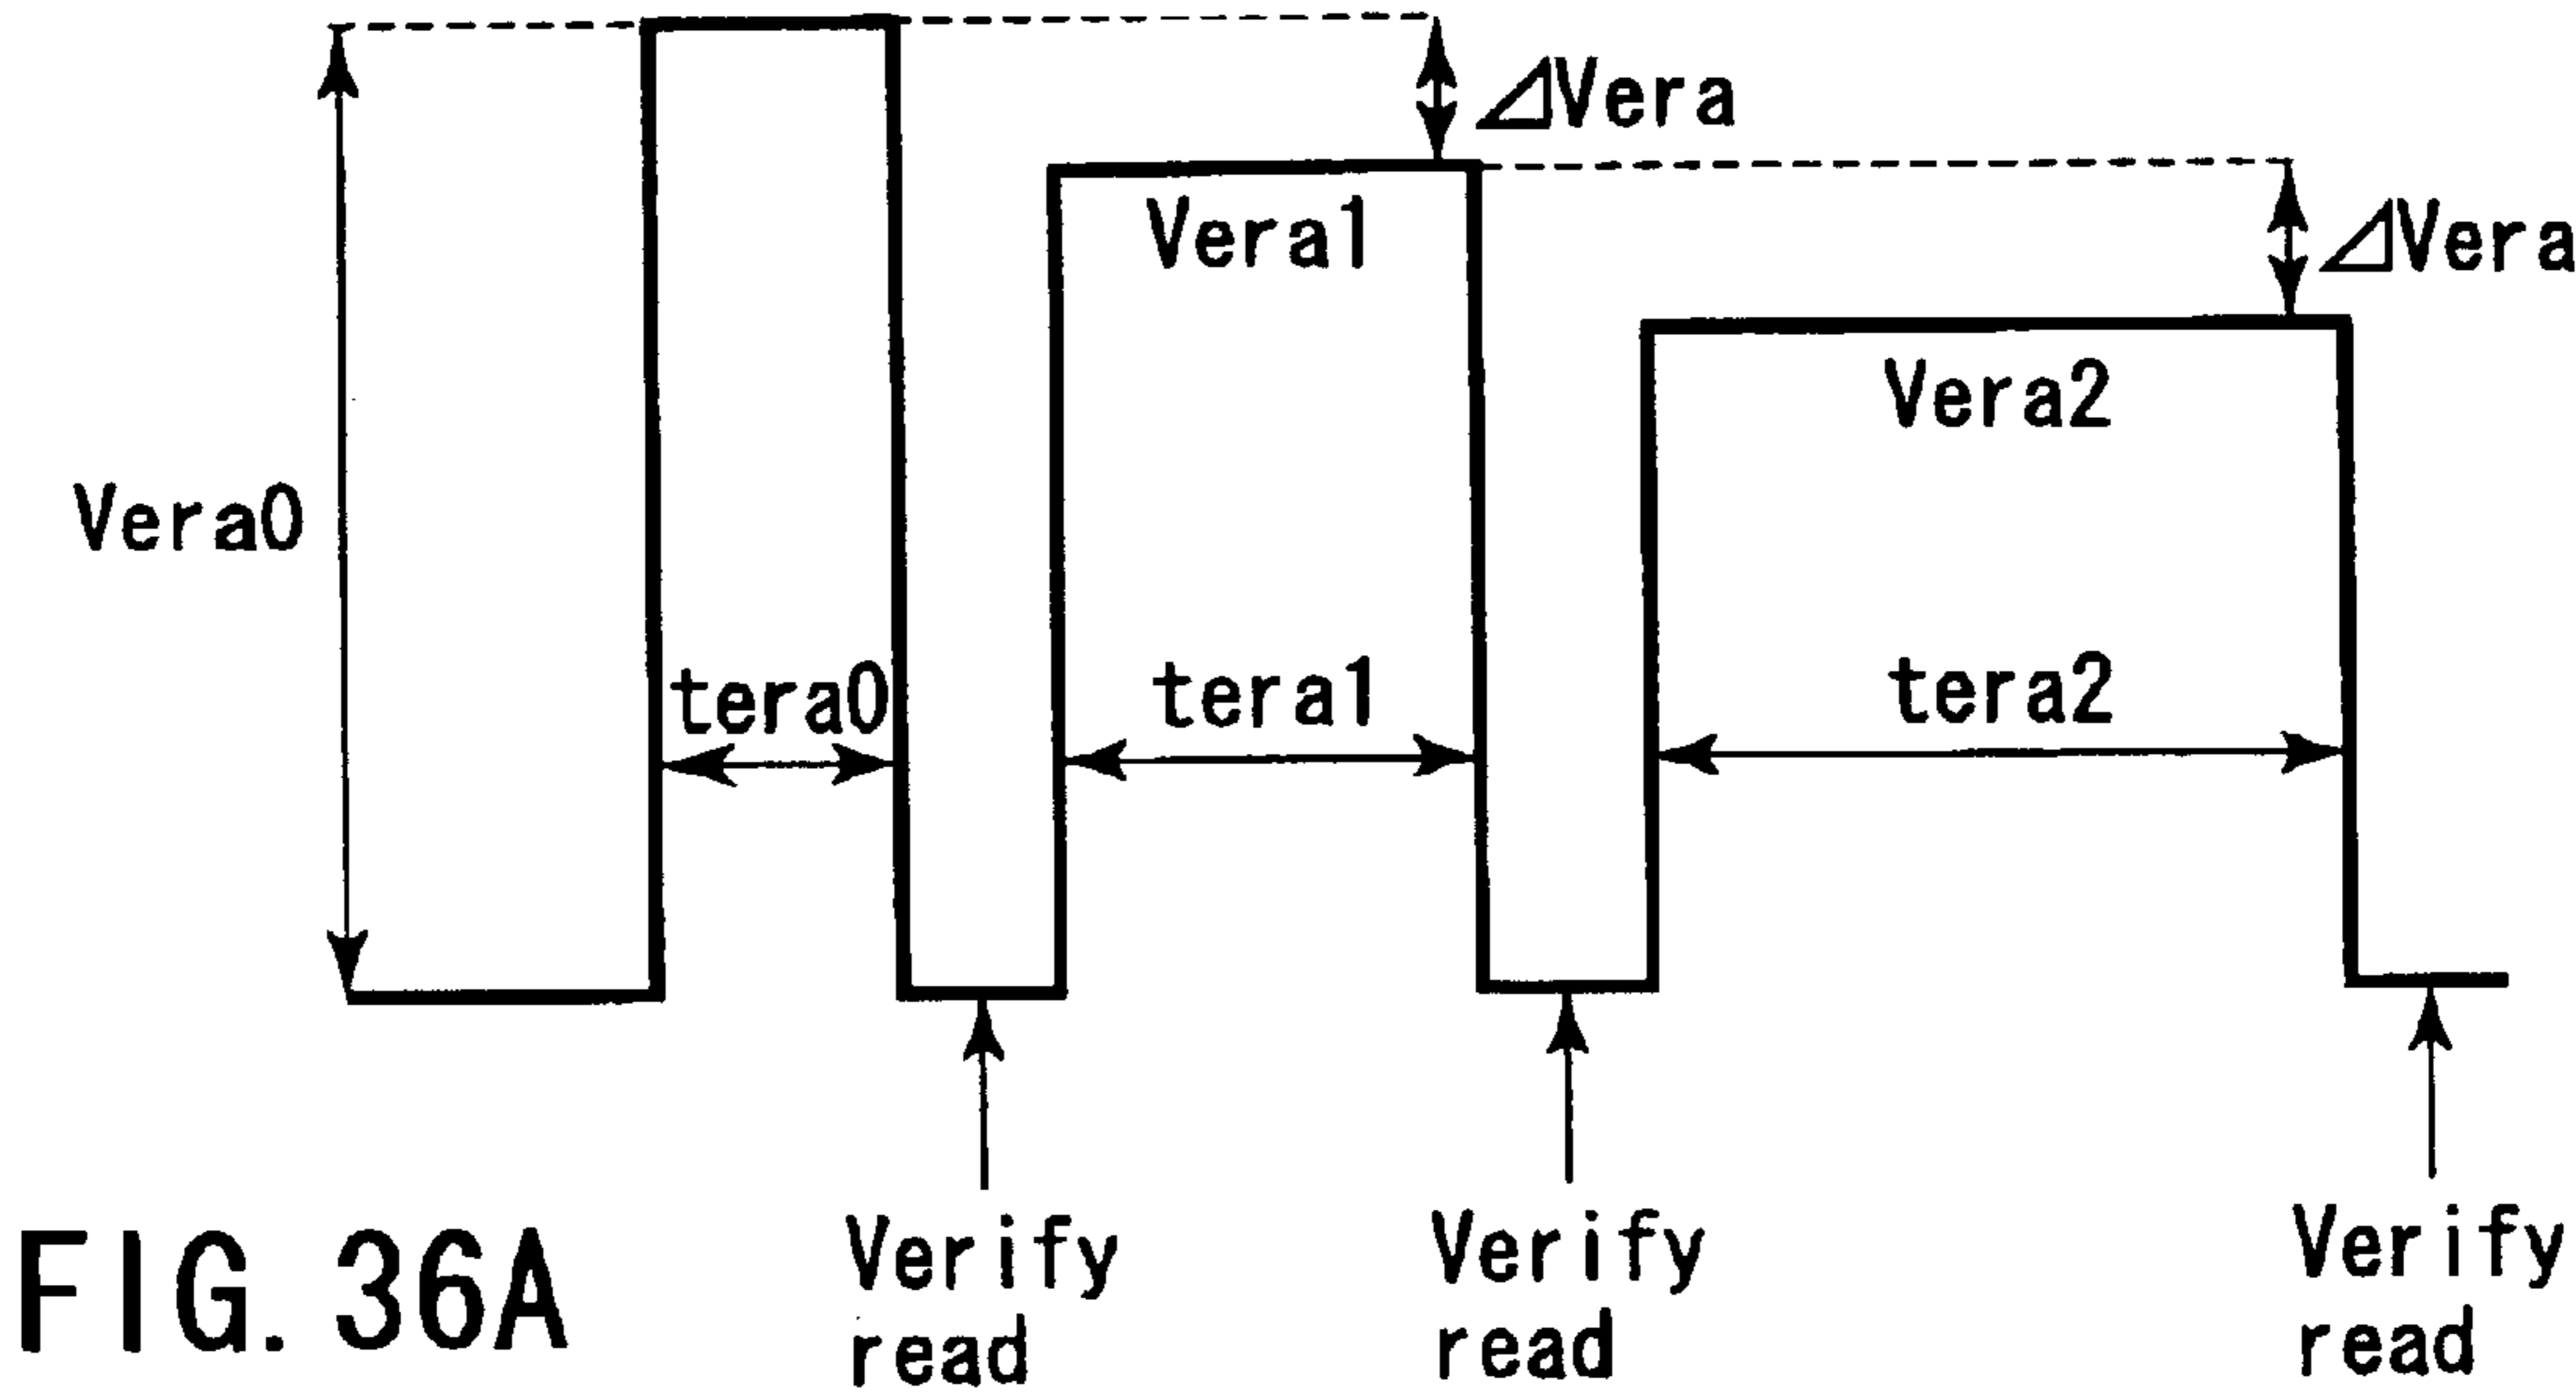 ⊿Vera
Vera1
⊿Vera
Vera2
Vera0
tera0
tera1
tera2
Verify
read
Verify
read
Verify
read
FIG. 36A